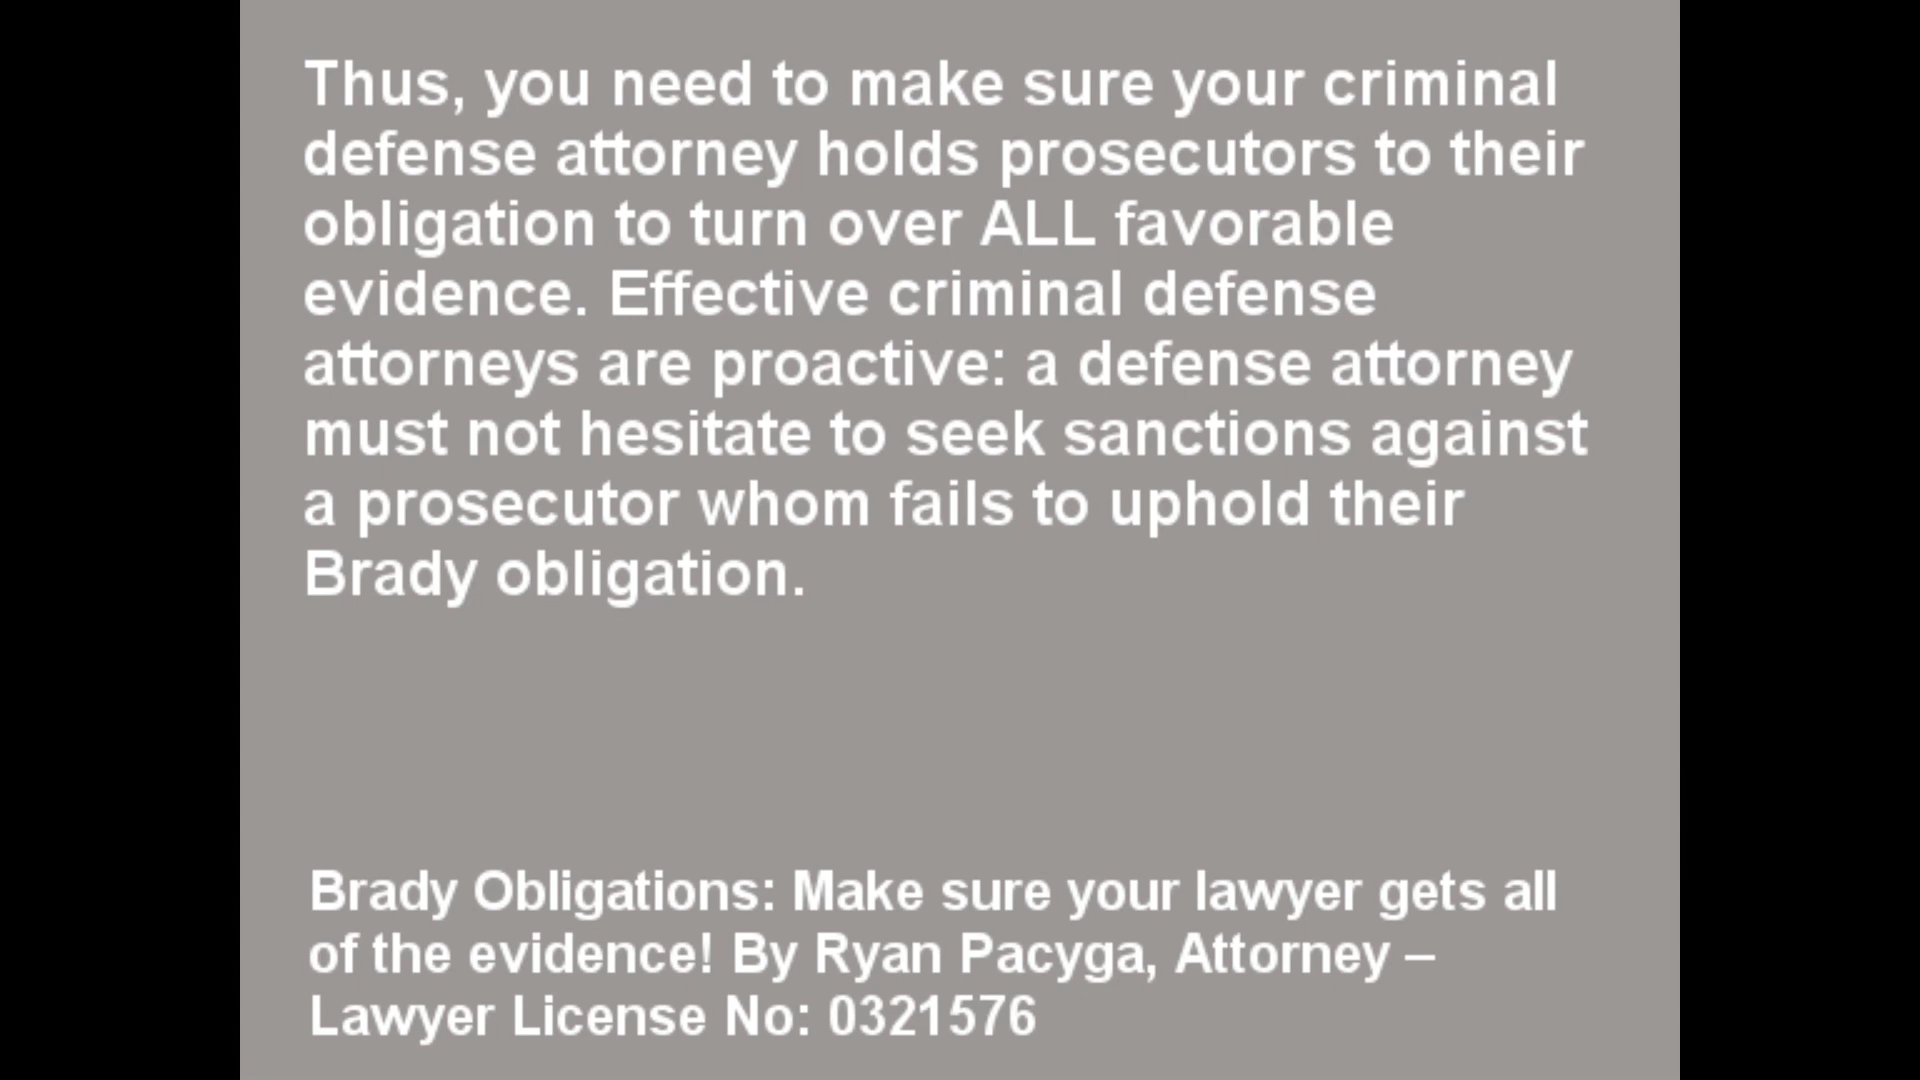 Thus, you need to make sure your criminal
defense attorney holds prosecutors to their
obligation to turn over ALL favorable
evidence. Effective criminal defense
attorneys are proactive: a defense attorney
must not hesitate to seek sanctions against
a prosecutor whom fails to uphold their
Brady obligation.
Brady Obligations: Make sure your lawyer gets all
of the evidence! By Ryan Pacyga, Attorney –
Lawyer License No: 0321576